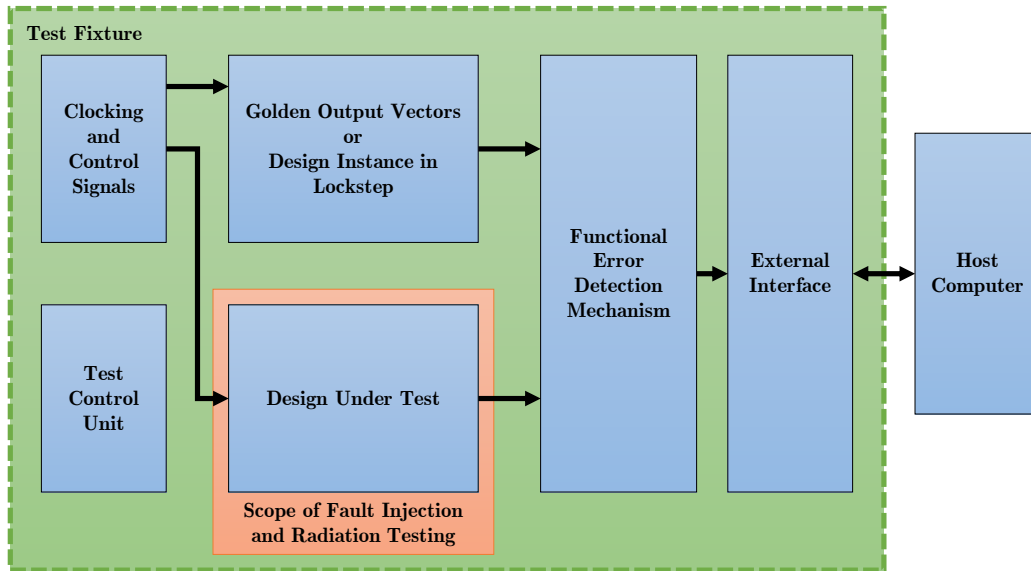 Test Fixture
Clocking
and
Control
Signals
Golden Output Vectors
or
Design Instance in
Lockstep
Functional
Error
Detection
Mechanism
External
Interface
Host
Computer
Test
Control
Unit
Design Under Test
Scope of Fault Injection
and Radiation Testing